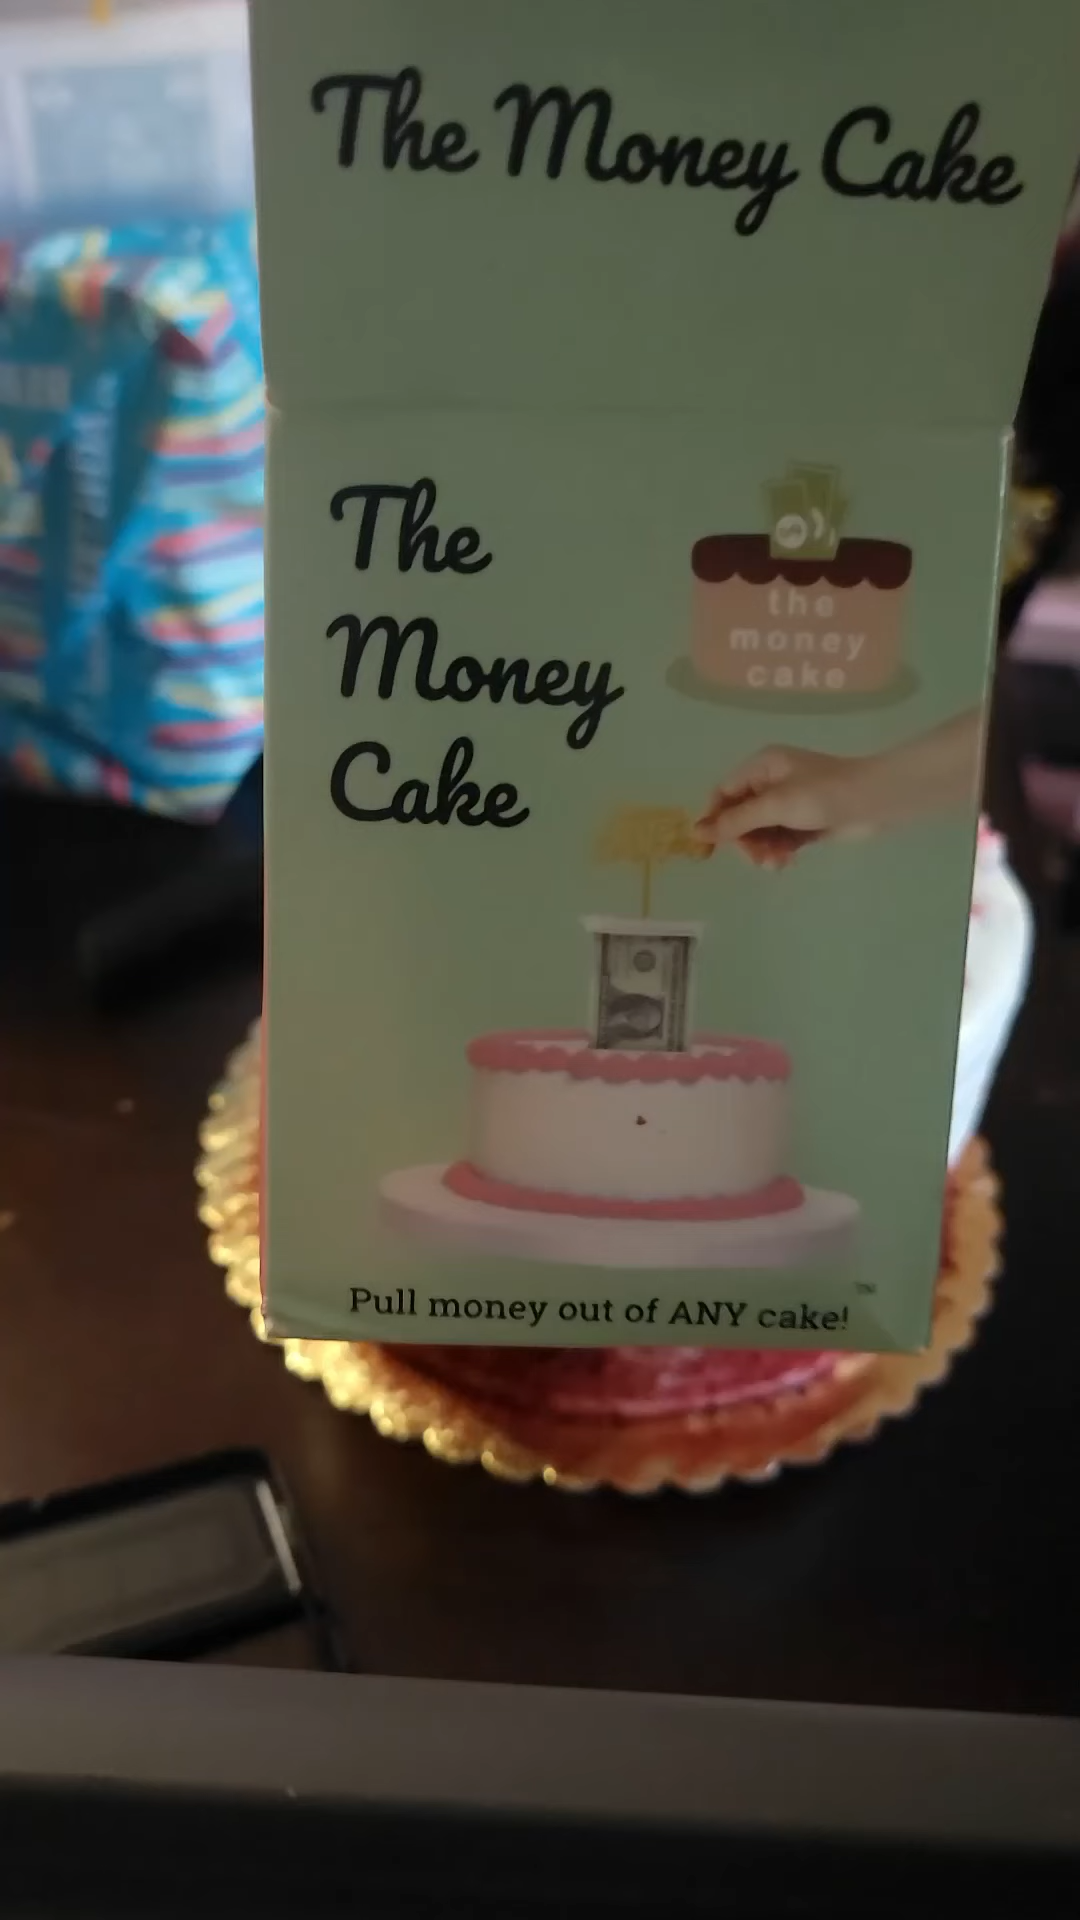 The Money Cake
The
Money
Cake
the
money
cake
Pull money out of ANY cake!™